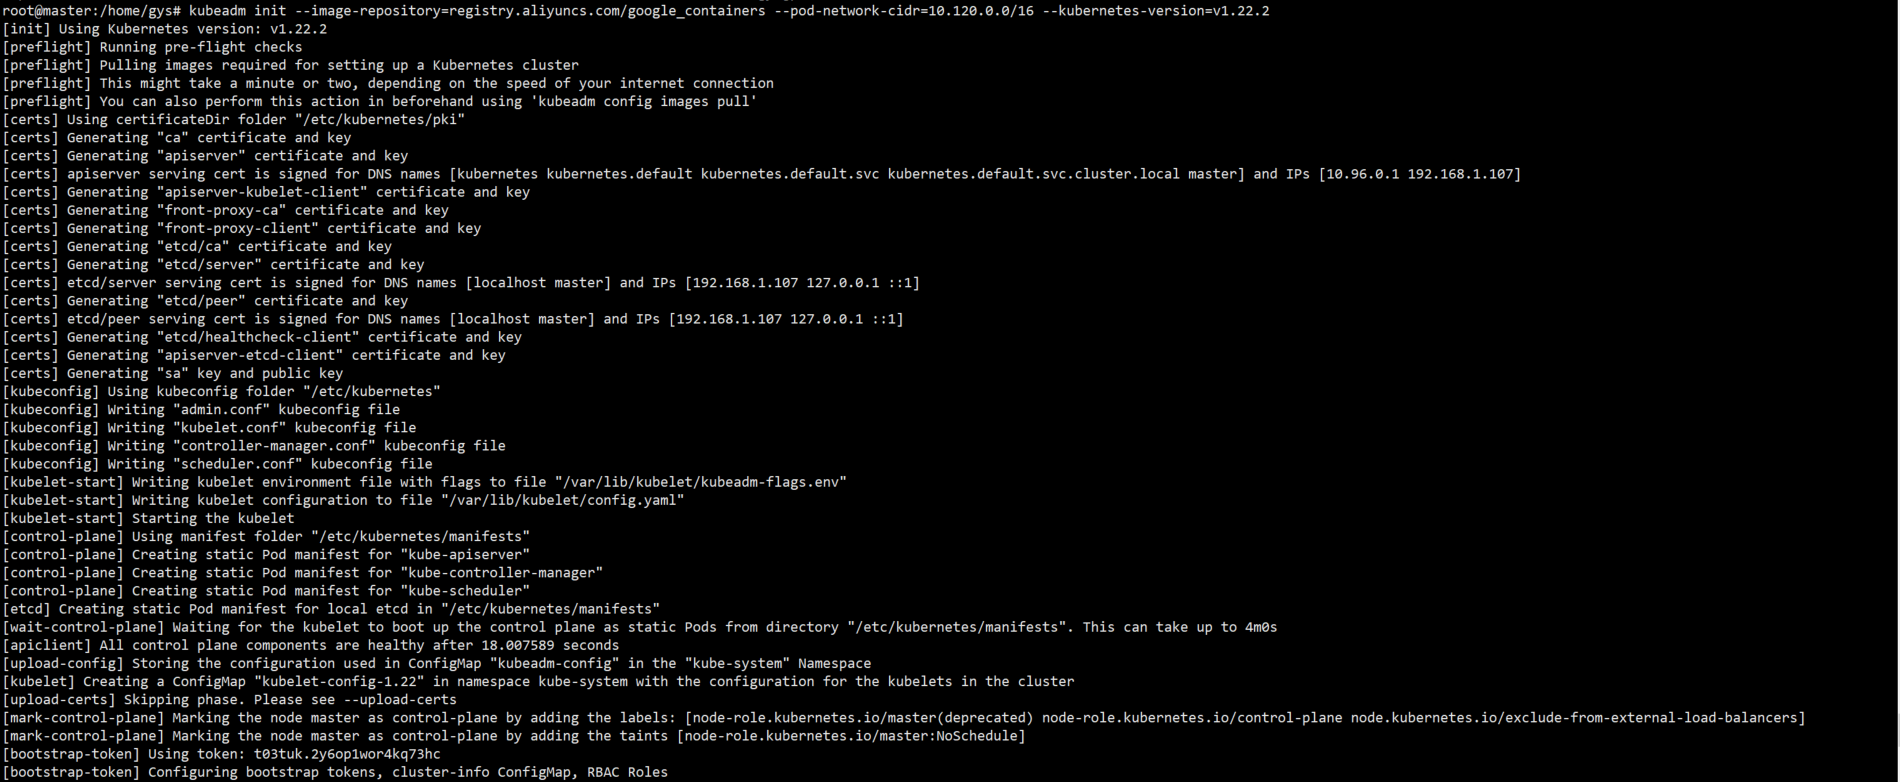 root@master:/home/gys# kubeadm init --image-repository=registry.aliyuncs.com/google_containers --pod-network-cidr=10.120.0.0/16 --kubernetes-version=v1.22.2
[init] Using Kubernetes version: v1.22.2
[preflight] Running pre-flight checks
[preflight] Pulling images required for setting up a Kubernetes cluster
[preflight] This might take a minute or two, depending on the speed of your internet connection
[preflight] You can also perform this action in beforehand using 'kubeadm config images pull'
[certs] Using certificateDir folder "/etc/kubernetes/pki"
[certs] Generating "ca" certificate and key
[certs] Generating "apiserver" certificate and key
[certs] apiserver serving cert is signed for DNS names [kubernetes kubernetes.default kubernetes.default.svc kubernetes.default.svc.cluster.local master] and IPs [10.96.0.1 192.168.1.107]
[certs] Generating "apiserver-kubelet-client" certificate and key
[certs] Generating "front-proxy-ca" certificate and key
[certs] Generating "front-proxy-client" certificate and key
[certs] Generating "etcd/ca" certificate and key
[certs] Generating "etcd/server" certificate and key
[certs] etcd/server serving cert is signed for DNS names [localhost master] and IPs [192.168.1.107 127.0.0.1 ::1]
[certs] Generating "etcd/peer" certificate and key
[certs] etcd/peer serving cert is signed for DNS names [localhost master] and IPs [192.168.1.107 127.0.0.1 ::1]
[certs] Generating "etcd/healthcheck-client" certificate and key
[certs] Generating "apiserver-etcd-client" certificate and key
[certs] Generating "sa" key and public key
[kubeconfig] Using kubeconfig folder "/etc/kubernetes"
[kubeconfig] Writing "admin.conf" kubeconfig file
[kubeconfig] Writing "kubelet.conf" kubeconfig file
[kubeconfig] Writing "controller-manager.conf" kubeconfig file
[kubeconfig] Writing "scheduler.conf" kubeconfig file
[kubelet-start] Writing kubelet environment file with flags to file "/var/lib/kubelet/kubeadm-flags.env"
[kubelet-start] Writing kubelet configuration to file "/var/lib/kubelet/config.yaml"
[kubelet-start] Starting the kubelet
[control-plane] Using manifest folder "/etc/kubernetes/manifests"
[control-plane] Creating static Pod manifest for "kube-apiserver"
[control-plane] Creating static Pod manifest for "kube-controller-manager"
[control-plane] Creating static Pod manifest for "kube-scheduler"
[etcd] Creating static Pod manifest for local etcd in "/etc/kubernetes/manifests"
[wait-control-plane] Waiting for the kubelet to boot up the control plane as static Pods from directory "/etc/kubernetes/manifests". This can take up to 4m0s
[apiclient] All control plane components are healthy after 18.007589 seconds
[upload-config] Storing the configuration used in ConfigMap "kubeadm-config" in the "kube-system" Namespace
[kubelet] Creating a ConfigMap "kubelet-config-1.22" in namespace kube-system with the configuration for the kubelets in the cluster
[upload-certs] Skipping phase. Please see --upload-certs
[mark-control-plane] Marking the node master as control-plane by adding the labels: [node-role.kubernetes.io/master(deprecated) node-role.kubernetes.io/control-plane node.kubernetes.io/exclude-from-external-load-balancers]
[mark-control-plane] Marking the node master as control-plane by adding the taints [node-role.kubernetes.io/master:NoSchedule]
[bootstrap-token] Using token: t03tuk.2y6op1wor4kq73hc
[bootstrap-token] Configuring bootstrap tokens, cluster-info ConfigMap, RBAC Roles